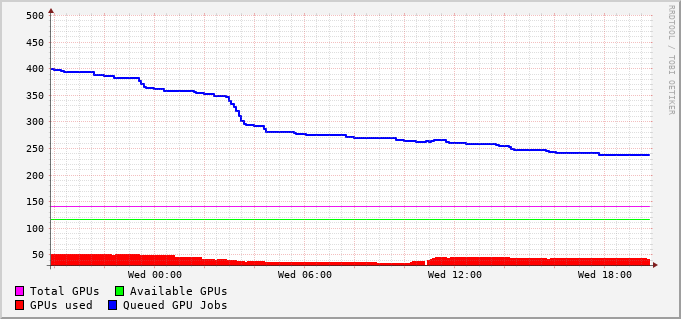 500
450
400
350
300
250
200
150
100
50
Wed 00:00 Wed 06:00 Wed 12:00 Wed 18:00
Total GPUs Available GPUs
GPUs used Queued GPU Jobs
RRDTOOL / TOBI OETIKER